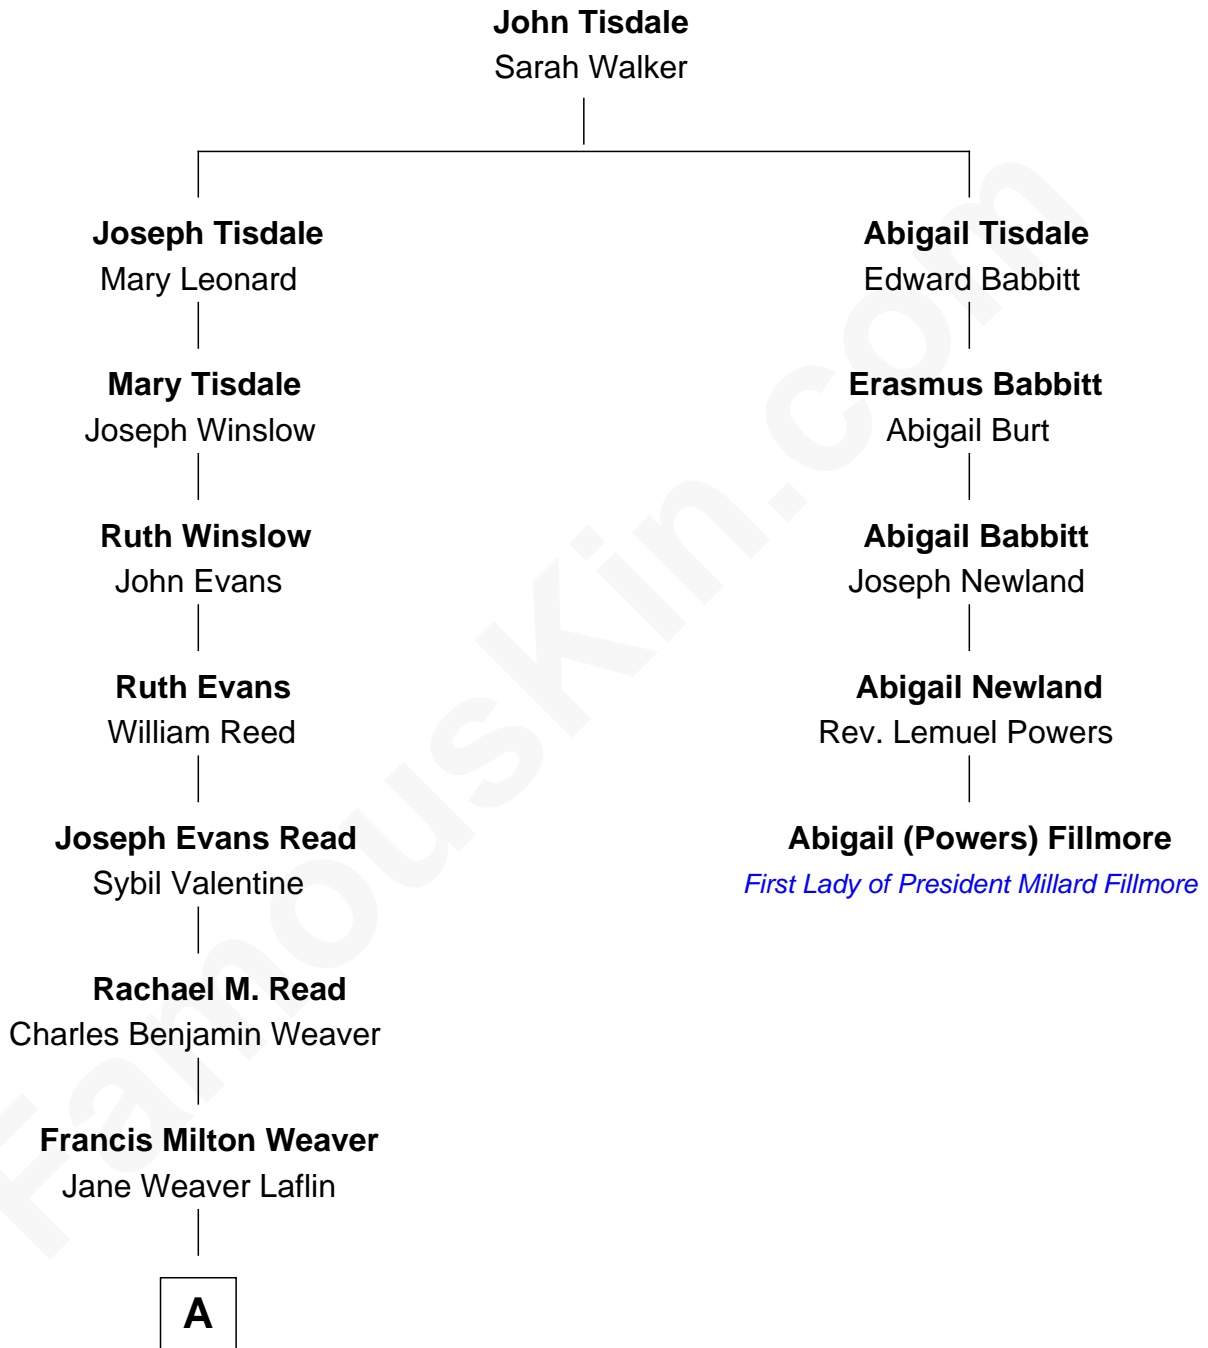 John Tisdale
Sarah Walker
Joseph Tisdale
Mary Leonard
Mary Tisdale
Joseph Winslow
Ruth Winslow
John Evans
Ruth Evans
William Reed
Joseph Evans Read
Sybil Valentine
Rachael M. Read
Charles Benjamin Weaver
Francis Milton Weaver
Jane Weaver Laflin
A
Abigail Tisdale
Edward Babbitt
Erasmus Babbitt
Abigail Burt
Abigail Babbitt
Joseph Newland
Abigail Newland
Rev. Lemuel Powers
Abigail (Powers) Fillmore
First Lady of President Millard Fillmore
FamousKin.com